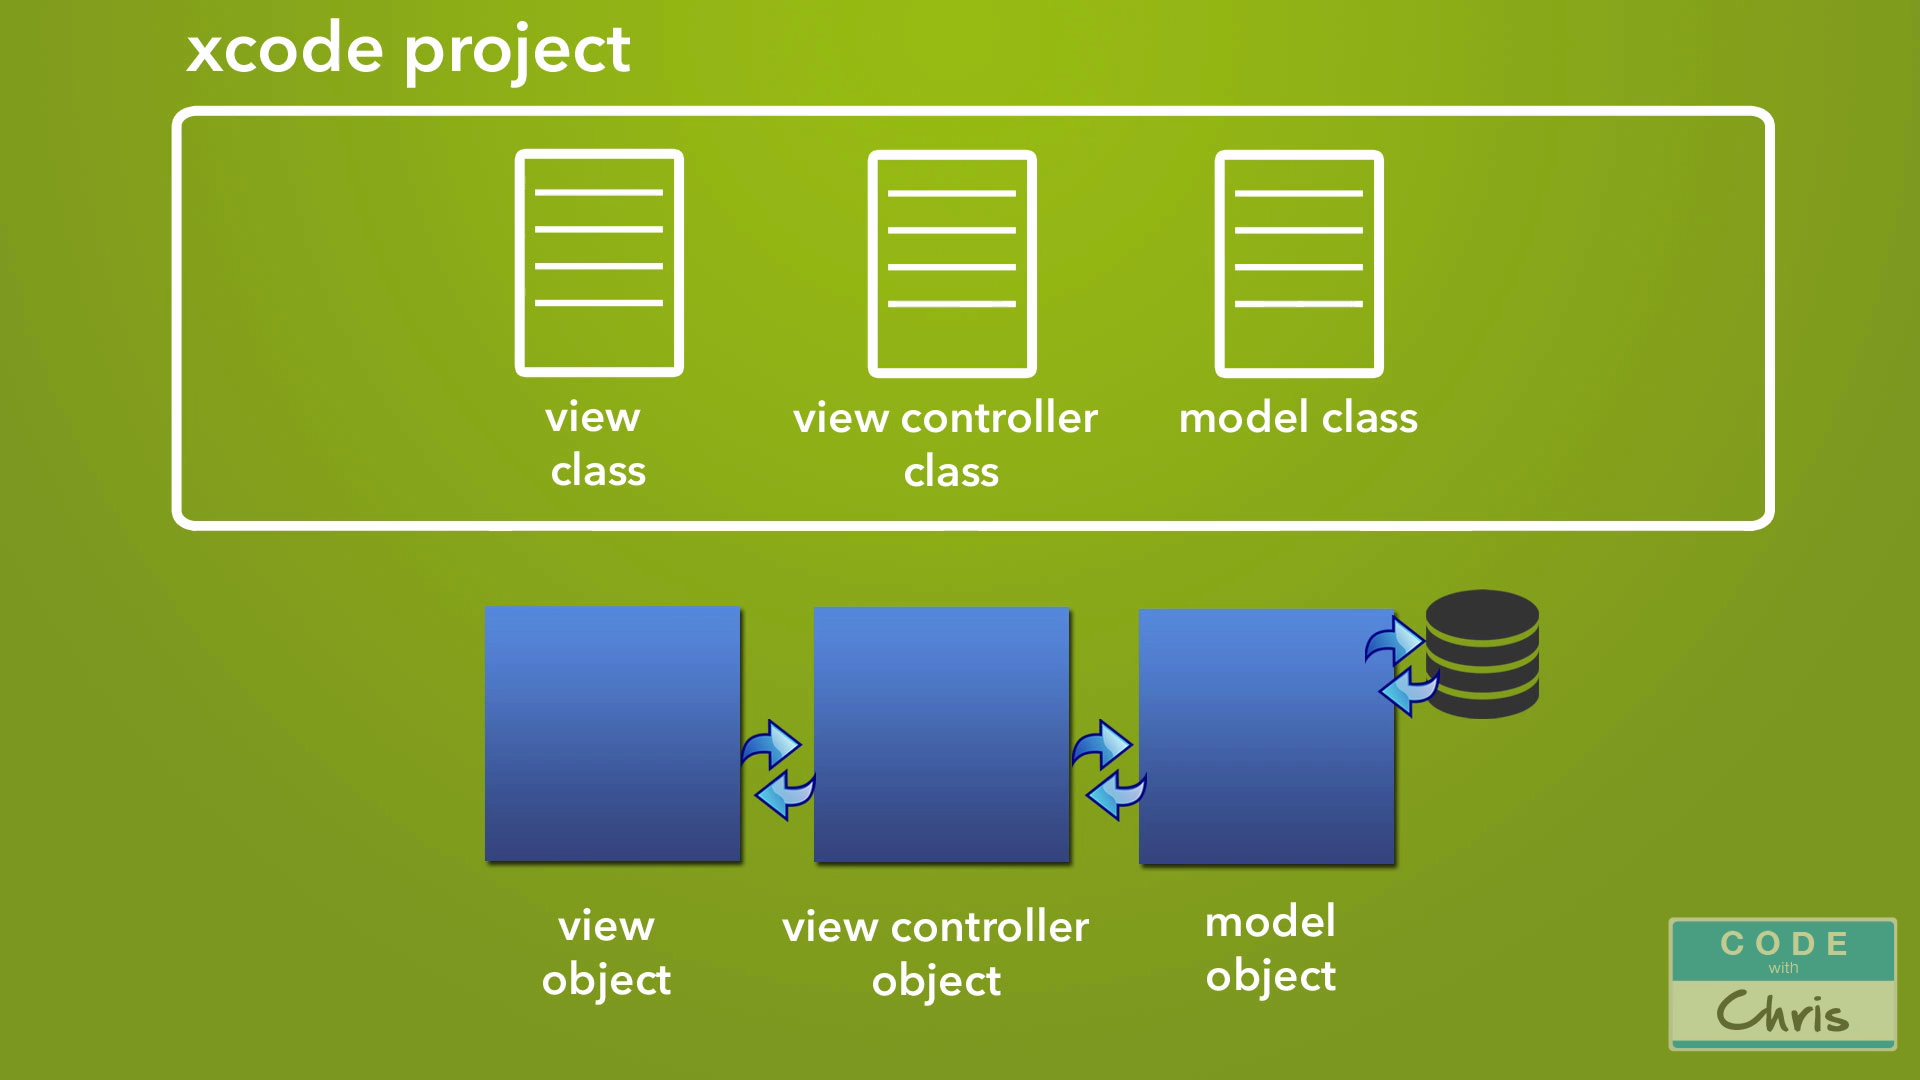 xcode project
view
class
view controller
class
model class
view
object
view controller
object
model
object
CODE
with
Chris